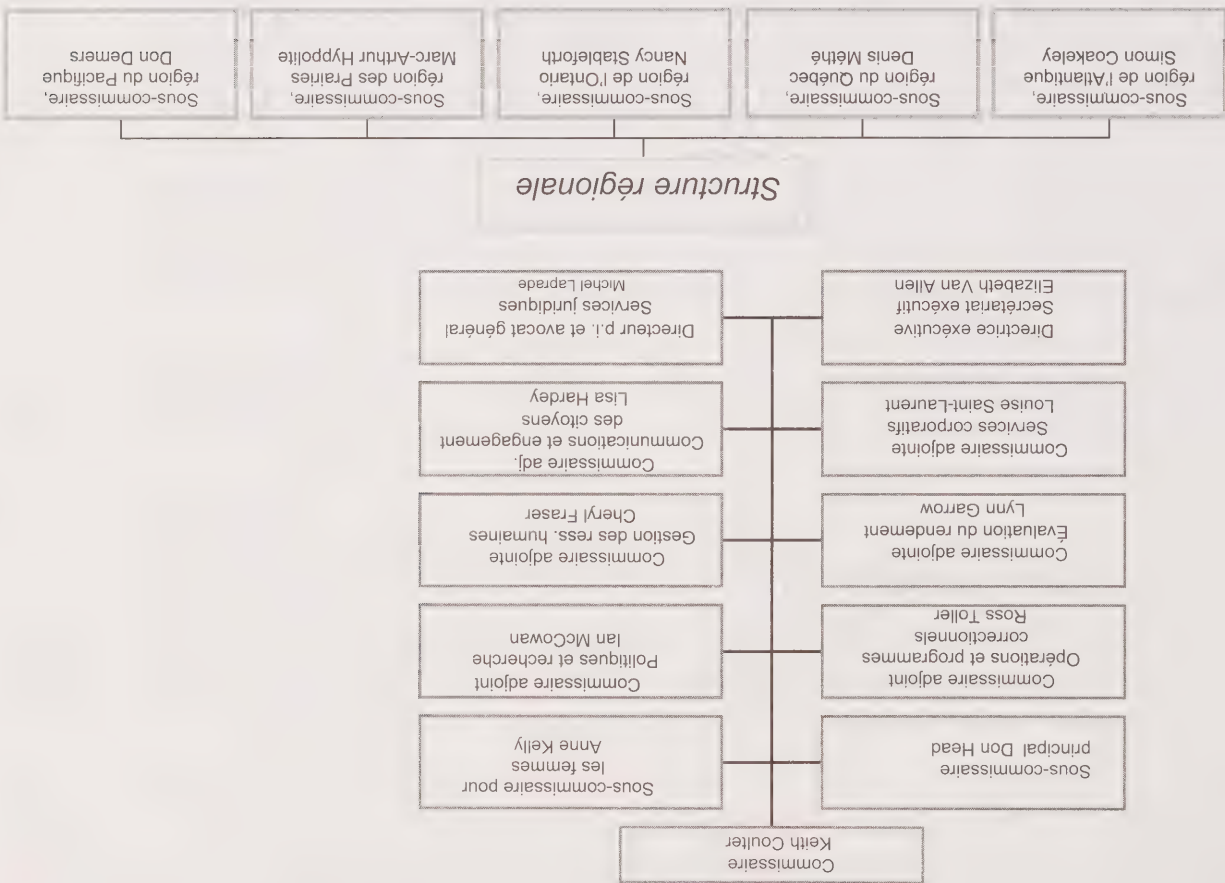 Commissaire
Keith Coulter
Sous-commissaire
principal Don Head
Sous-commissaire pour
les femmes
Anne Kelly
Commissaire adjoint
Opérations et programmes
correctionnels
Ross Toller
Commissaire adjoint
Politiques et recherche
Ian McCowan
Commissaire adjointe
Évaluation du rendement
Lynn Garrow
Commissaire adjointe
Gestion des ress. humaines
Cheryl Fraser
Commissaire adjointe
Services corporatifs
Louise Saint-Laurent
Commissaire adj.
Communications et engagement
des citoyens
Lisa Hardey
Directrice exécutive
Secrétariat exécutif
Elizabeth Van Allen
Directeur p.i. et avocat général
Services juridiques
Michel Laprade
Structure régionale
Sous-commissaire,
région de l'Atlantique
Simon Coakeley
Sous-commissaire,
région du Québec
Denis Méthé
Sous-commissaire,
région de l'Ontario
Nancy Stableforth
Sous-commissaire,
région des Prairies
Marc-Arthur Hyppolite
Sous-commissaire,
région du Pacifique
Don Demers